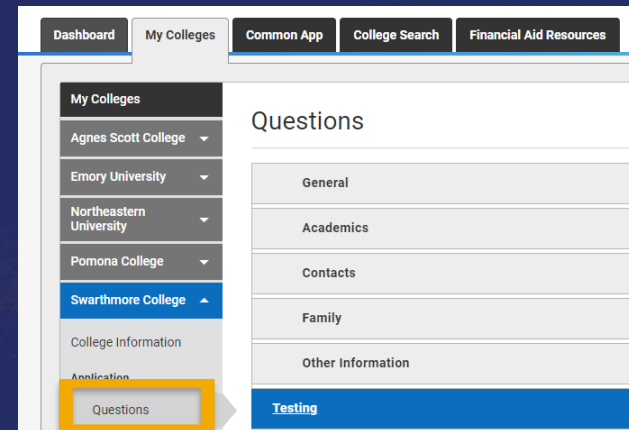 Dashboard
My Colleges
Common App
College Search
Financial Aid Resources
My Colleges
Agnes Scott College
Emory University
Northeastern
University
Pomona College
Swarthmore College
College Information
Application
Questions
Questions
General
Academics
Contacts
Family
Other Information
Testing